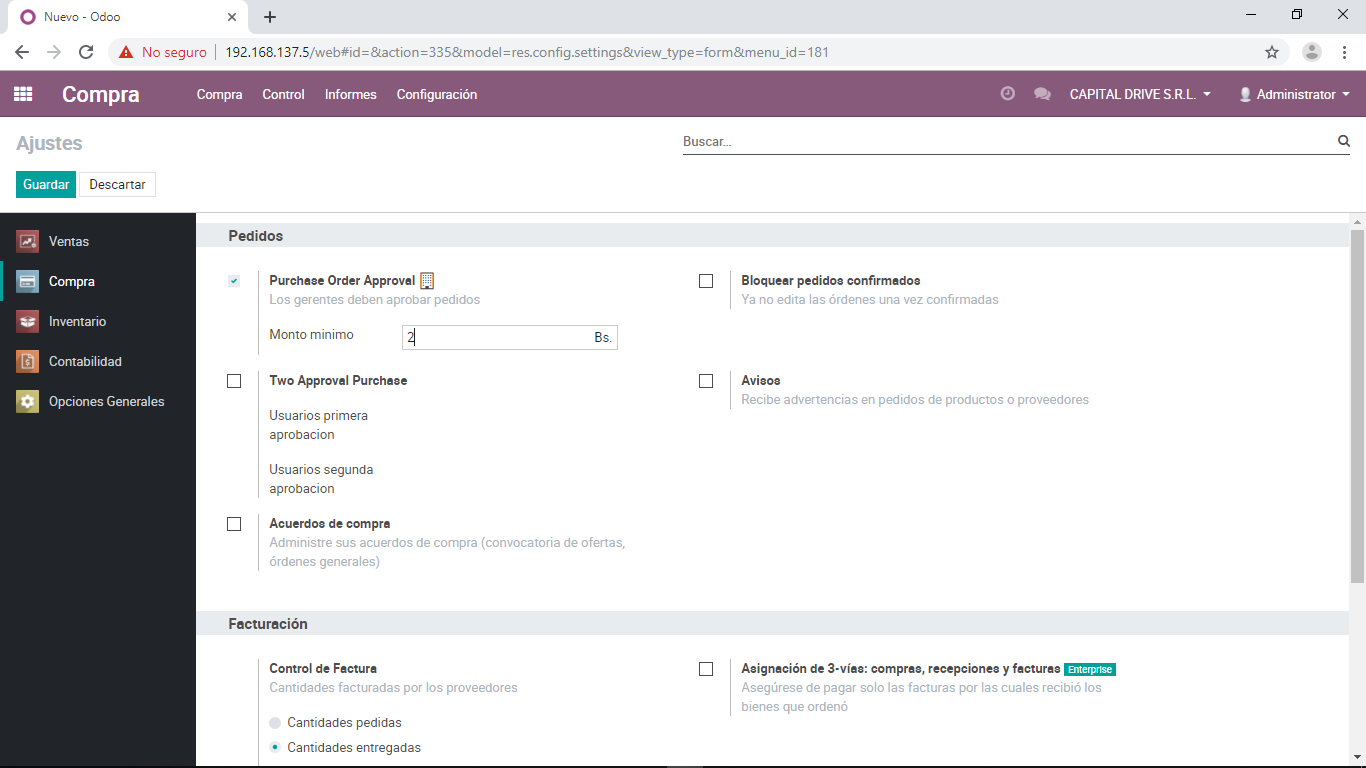 Nuevo - Odoo
No seguro
192.168.137.5/web#id=&action=335&model=res.config.settings&view_type=form&menu_id=181
Compra
Compra Control Informes Configuración
CAPITAL DRIVE S.R.L.
Administrator
Ajustes
Buscar...
Guardar
Descartar
Ventas
Compra
Inventario
Contabilidad
Opciones Generales
Pedidos
Purchase Order Approval
Los gerentes deben aprobar pedidos
Monto minimo
2
Bs.
Bloquear pedidos confirmados
Ya no edita las órdenes una vez confirmadas
Two Approval Purchase
Usuarios primera
aprobacion
Usuarios segunda
aprobacion
Avisos
Recibe advertencias en pedidos de productos o proveedores
Acuerdos de compra
Administre sus acuerdos de compra (convocatoria de ofertas,
órdenes generales)
Facturación
Control de Factura
Cantidades facturadas por los proveedores
Cantidades pedidas
Cantidades entregadas
Asignación de 3-vías: compras, recepciones y facturas Enterprise
Asegúrese de pagar solo las facturas por las cuales recibió los
bienes que ordenó